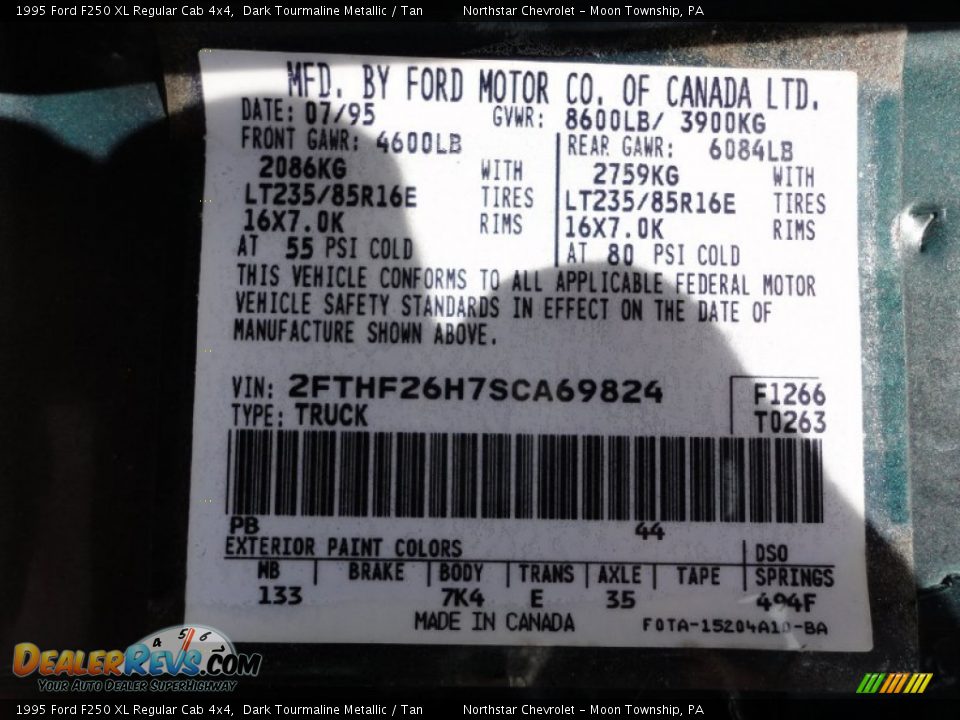 1995 Ford F250 XL Regular Cab 4x4, Dark Tourmaline Metallic / Tan Northstar Chevrolet - Moon Township, PA
MFD. BY FORD MOTOR CO. OF CANADA LTD.
DATE: 07/95 GVWR: 8600LB/ 3900KG
FRONT GAWR: 4600LB REAR GAWR: 6084LB
2086KG WITH 2759KG WITH
LT235/85R16E TIRES LT235/85R16E TIRES
16X7.0K RIMS 16X7.0K RIMS
AT 55 PSI COLD AT 80 PSI COLD
THIS VEHICLE CONFORMS TO ALL APPLICABLE FEDERAL MOTOR
VEHICLE SAFETY STANDARDS IN EFFECT ON THE DATE OF
MANUFACTURE SHOWN ABOVE.
VIN: 2FTHF26H7SCA69824 F1266
TYPE: TRUCK T0263
PB 44
EXTERIOR PAINT COLORS DSO
WB BRAKE BODY TRANS AXLE TAPE SPRINGS
133 7K4 E 35 494F
MADE IN CANADA F0TA-15204A10-BA
4 5 6
DEALERREVS.COM
YOUR AUTO DEALER SUPERHIGHWAY
1995 Ford F250 XL Regular Cab 4x4, Dark Tourmaline Metallic / Tan Northstar Chevrolet - Moon Township, PA